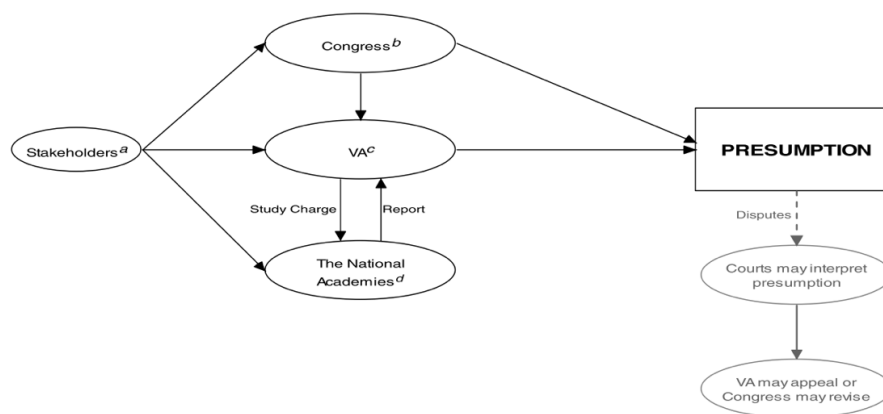 Congress b
Stakeholders a
VA c
PRESUMPTION
Study Charge
Report
Disputes
The National
Academies d
Courts may interpret
presumption
VA may appeal or
Congress may revise